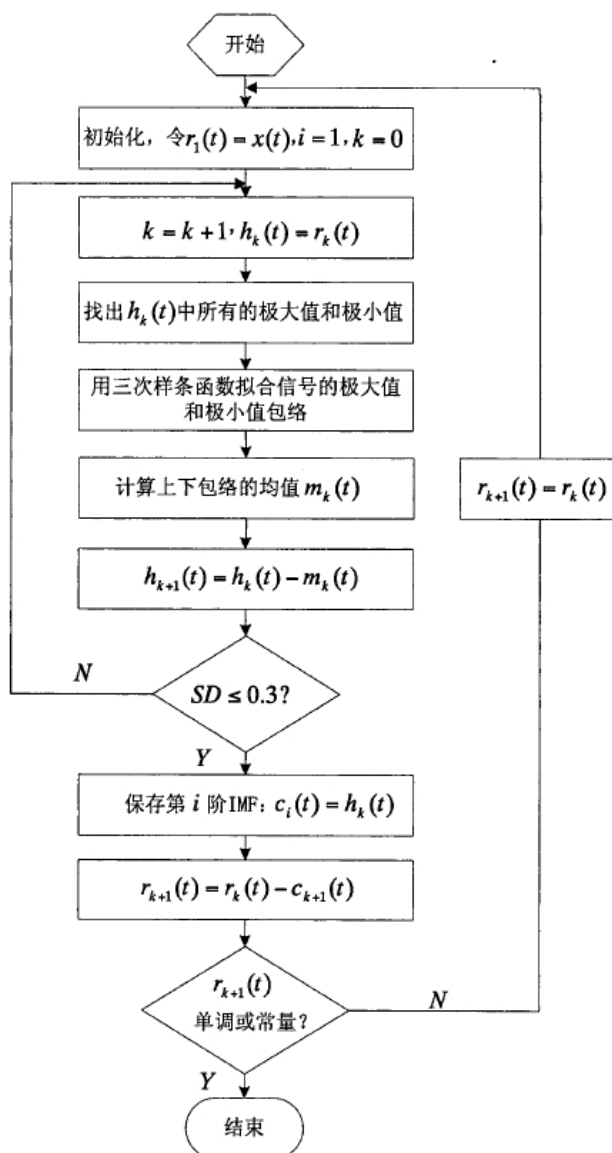 开始
初始化，令r₁(t)=x(t),i=1,k=0
k=k+1,hₖ(t)=rₖ(t)
找出hₖ(t)中所有的极大值和极小值
用三次样条函数拟合信号的极大值
和极小值包络
计算上下包络的均值mₖ(t)
rₖ₊₁(t)=rₖ(t)
hₖ₊₁(t)=hₖ(t)-mₖ(t)
N
SD≤0.3?
Y
保存第i阶IMF：cᵢ(t)=hₖ(t)
rₖ₊₁(t)=rₖ(t)-cₖ₊₁(t)
rₖ₊₁(t)
单调或常量？
N
Y
结束